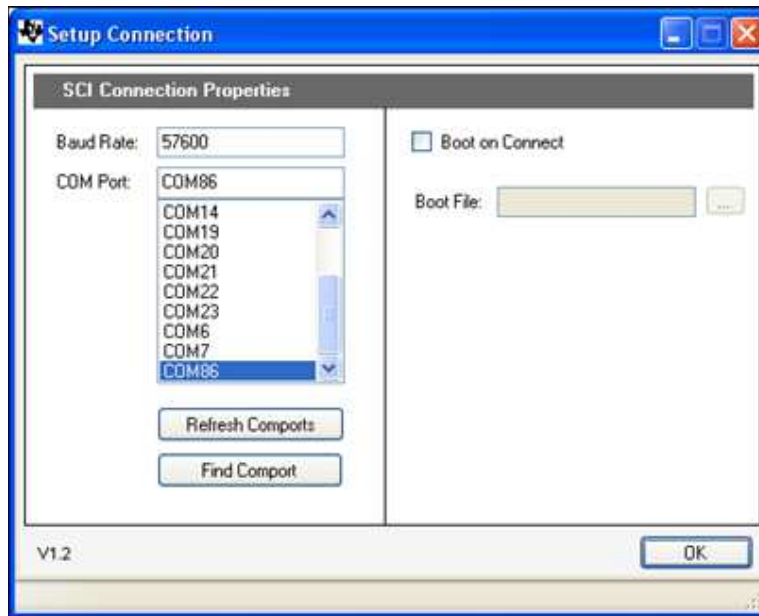 Setup Connection
SCI Connection Properties
Baud Rate: 57600
COM Port: COM86
COM14
COM19
COM20
COM21
COM22
COM23
COM6
COM7
COM86
Refresh Comports
Find Comport
Boot on Connect
Boot File:
...
V1.2
OK